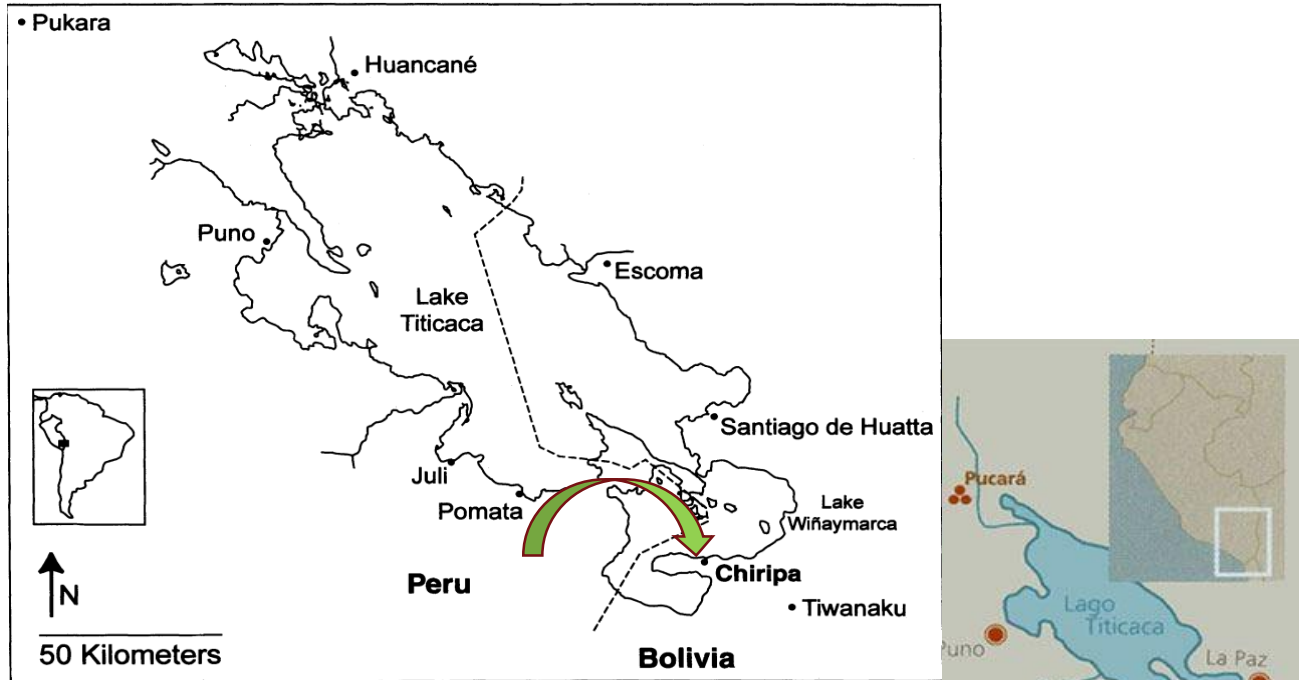 Pukara
Huancané
Puno
Escoma
Lake
Titicaca
Santiago de Huatta
Juli
Pomata
Lake
Wiñaymarca
Chiripa
Peru
Tiwanaku
N
50 Kilometers
Bolivia
Pucará
Lago
Titicaca
Puno
La Paz